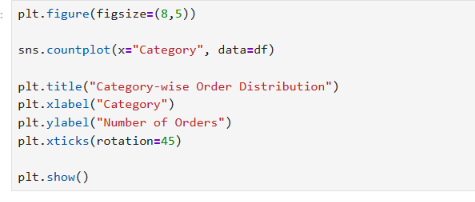 plt.figure(figsize=(8,5))
sns.countplot(x="Category", data=df)
plt.title("Category-wise Order Distribution")
plt.xlabel("Category")
plt.ylabel("Number of Orders")
plt.xticks(rotation=45)
plt.show()